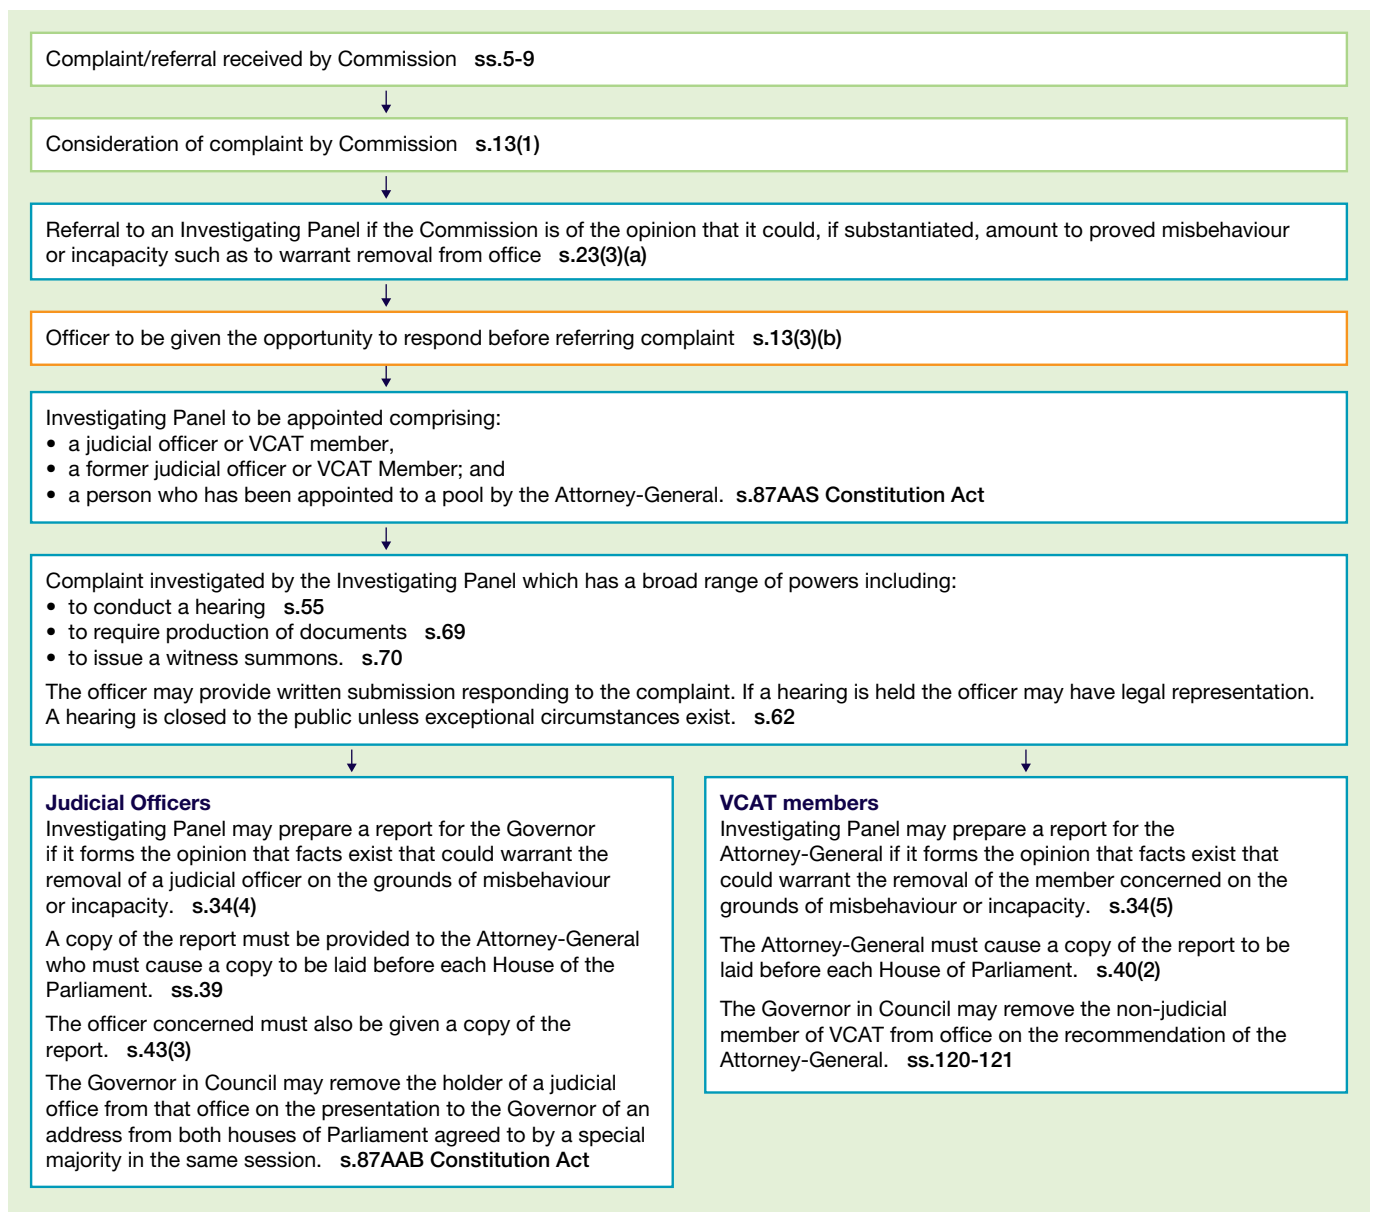 Complaint/referral received by Commission ss.5-9
Consideration of complaint by Commission s.13(1)
Referral to an Investigating Panel if the Commission is of the opinion that it could, if substantiated, amount to proved misbehaviour
or incapacity such as to warrant removal from office s.23(3)(a)
Officer to be given the opportunity to respond before referring complaint s.13(3)(b)
Investigating Panel to be appointed comprising:
• a judicial officer or VCAT member,
• a former judicial officer or VCAT Member; and
• a person who has been appointed to a pool by the Attorney-General. s.87AAS Constitution Act
Complaint investigated by the Investigating Panel which has a broad range of powers including:
• to conduct a hearing s.55
• to require production of documents s.69
• to issue a witness summons. s.70
The officer may provide written submission responding to the complaint. If a hearing is held the officer may have legal representation.
A hearing is closed to the public unless exceptional circumstances exist. s.62
Judicial Officers
Investigating Panel may prepare a report for the Governor
if it forms the opinion that facts exist that could warrant the
removal of a judicial officer on the grounds of misbehaviour
or incapacity. s.34(4)
A copy of the report must be provided to the Attorney-General
who must cause a copy to be laid before each House of the
Parliament. ss.39
The officer concerned must also be given a copy of the
report. s.43(3)
The Governor in Council may remove the holder of a judicial
office from that office on the presentation to the Governor of an
address from both houses of Parliament agreed to by a special
majority in the same session. s.87AAB Constitution Act
VCAT members
Investigating Panel may prepare a report for the
Attorney-General if it forms the opinion that facts exist that
could warrant the removal of the member concerned on the
grounds of misbehaviour or incapacity. s.34(5)
The Attorney-General must cause a copy of the report to be
laid before each House of Parliament. s.40(2)
The Governor in Council may remove the non-judicial
member of VCAT from office on the recommendation of the
Attorney-General. ss.120-121